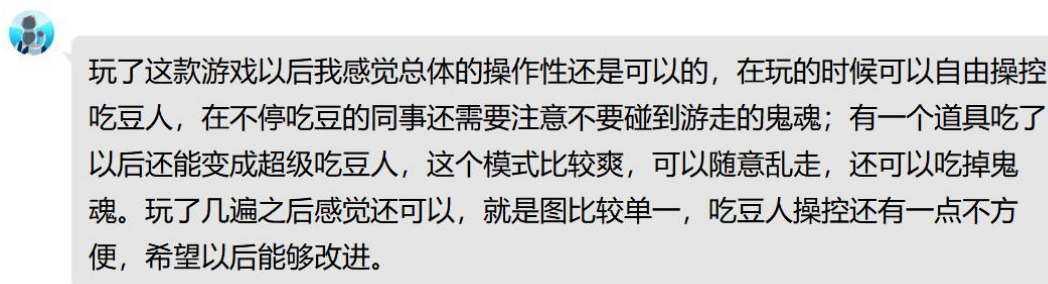 玩了这款游戏以后我感觉总体的操作性还是可以的，在玩的时候可以自由操控
吃豆人，在不停吃豆的同事还需要注意不要碰到游走的鬼魂；有一个道具吃了
以后还能变成超级吃豆人，这个模式比较爽，可以随意乱走，还可以吃掉鬼
魂。玩了几遍之后感觉还可以，就是图比较单一，吃豆人操控还有一点不方
便，希望以后能够改进。